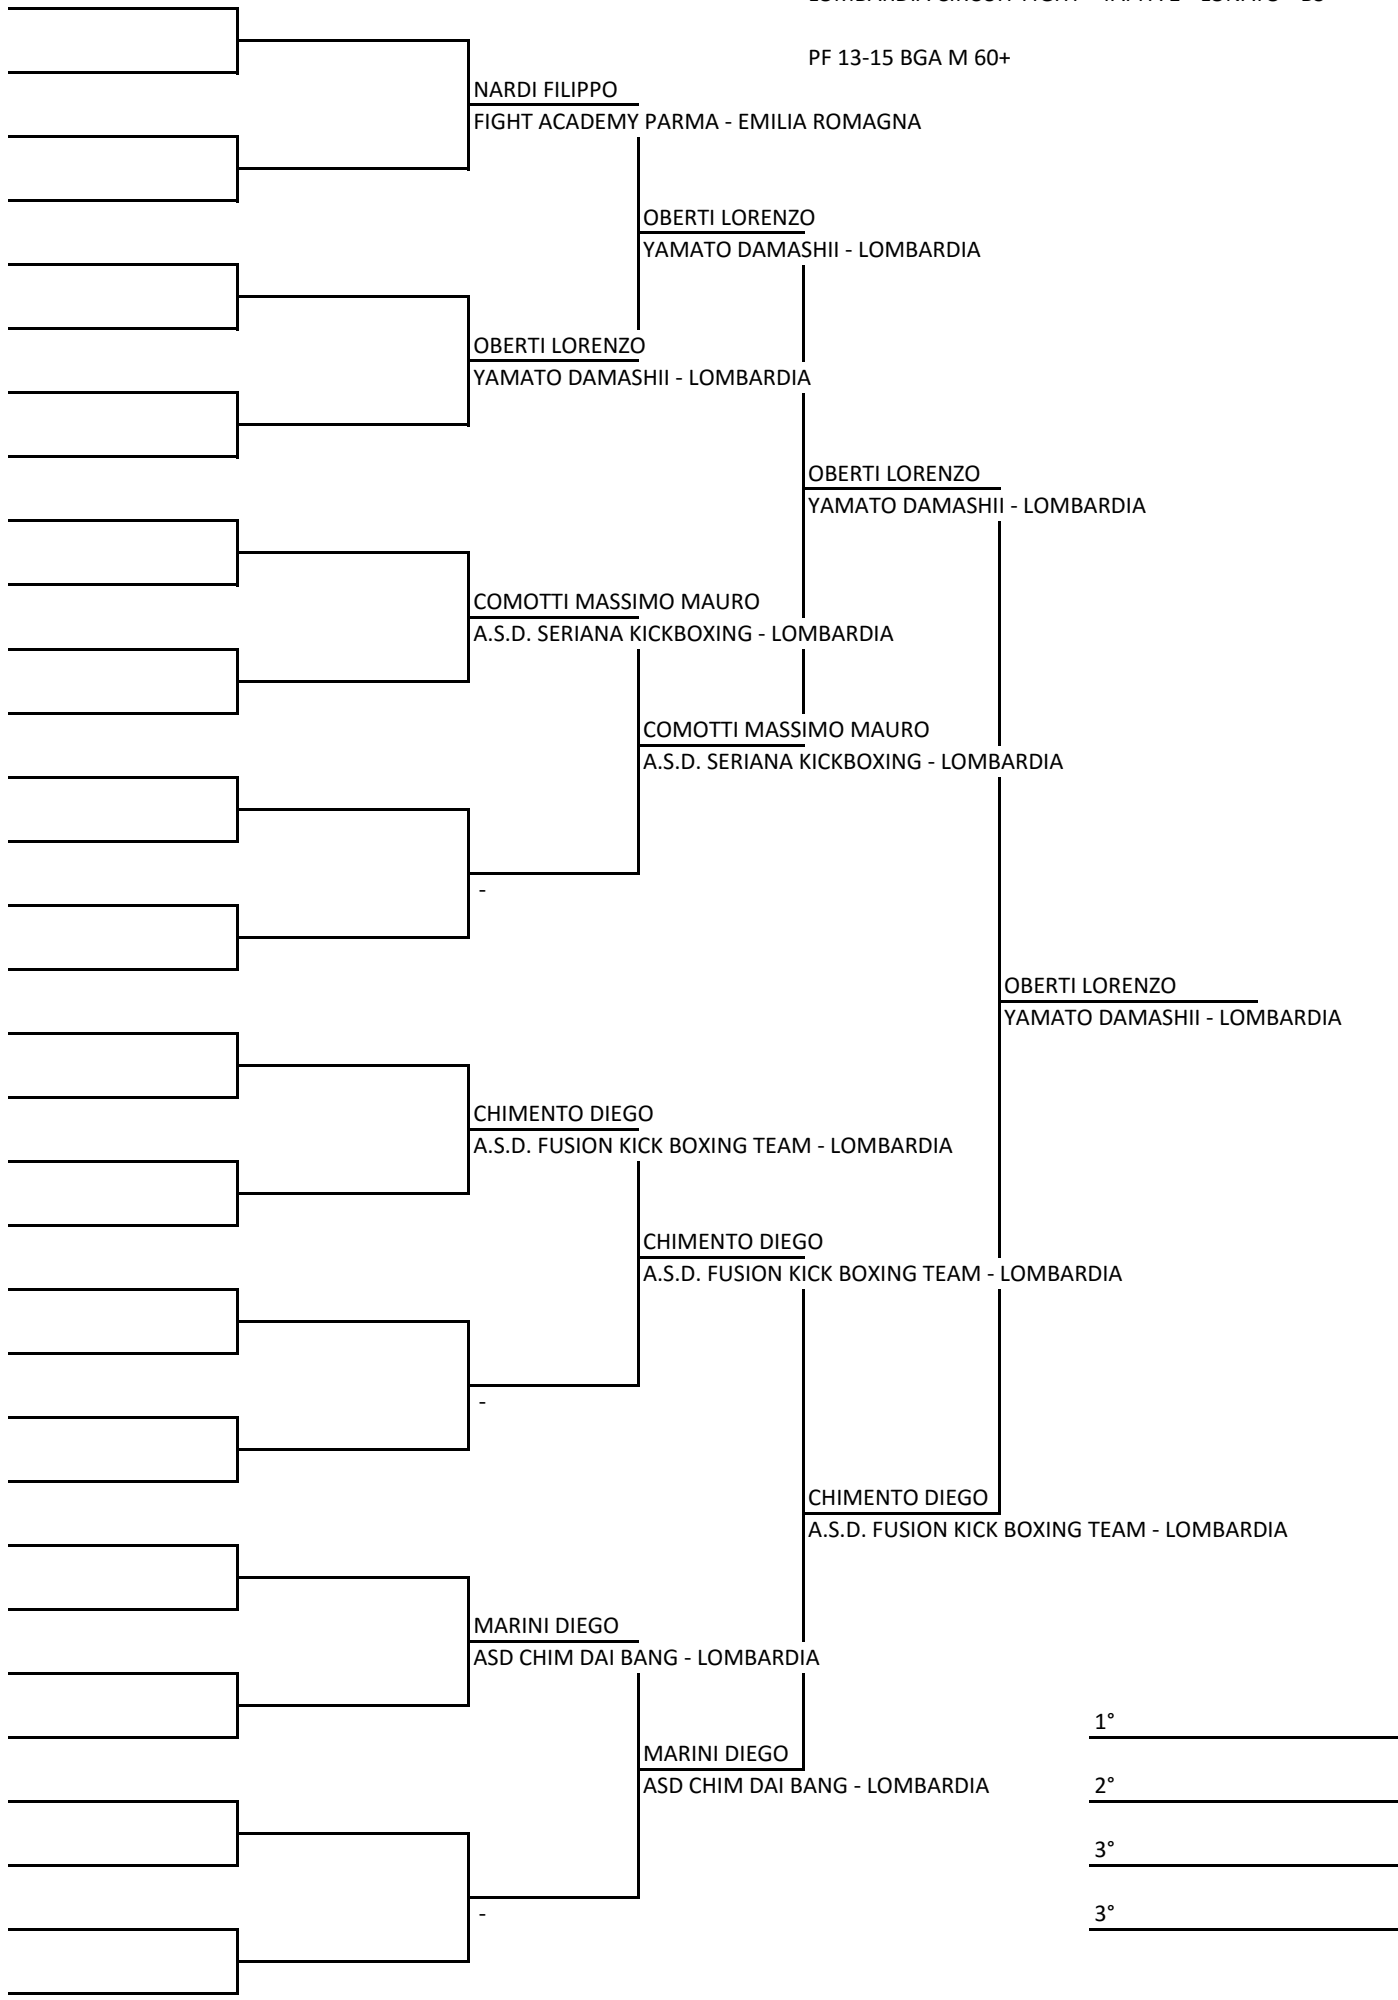 PF 13-15 BGA M 60+
NARDI FILIPPO
FIGHT ACADEMY PARMA - EMILIA ROMAGNA
OBERTI LORENZO
YAMATO DAMASHII - LOMBARDIA
OBERTI LORENZO
YAMATO DAMASHII - LOMBARDIA
OBERTI LORENZO
YAMATO DAMASHII - LOMBARDIA
COMOTTI MASSIMO MAURO
A.S.D. SERIANA KICKBOXING - LOMBARDIA
COMOTTI MASSIMO MAURO
A.S.D. SERIANA KICKBOXING - LOMBARDIA
-
OBERTI LORENZO
YAMATO DAMASHII - LOMBARDIA
CHIMENTO DIEGO
A.S.D. FUSION KICK BOXING TEAM - LOMBARDIA
CHIMENTO DIEGO
A.S.D. FUSION KICK BOXING TEAM - LOMBARDIA
-
CHIMENTO DIEGO
A.S.D. FUSION KICK BOXING TEAM - LOMBARDIA
MARINI DIEGO
ASD CHIM DAI BANG - LOMBARDIA
1°
MARINI DIEGO
ASD CHIM DAI BANG - LOMBARDIA
2°
3°
-
3°